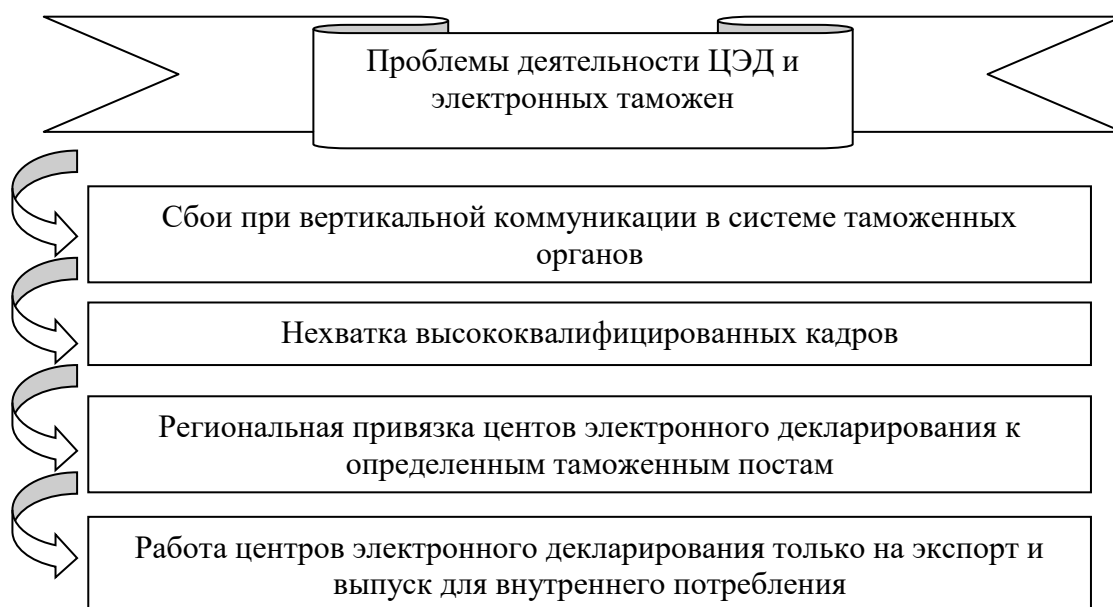 Проблемы деятельности ЦЭД и
электронных таможен
Сбои при вертикальной коммуникации в системе таможенных
органов
Нехватка высококвалифицированных кадров
Региональная привязка центов электронного декларирования к
определенным таможенным постам
Работа центров электронного декларирования только на экспорт и
выпуск для внутреннего потребления